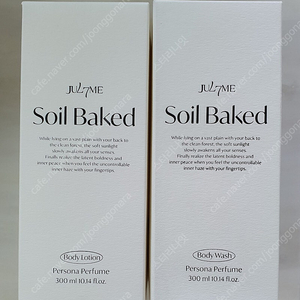 JUL7ME
Soil Baked
While lying on a vast plain with your back to
the clean forest, the soft sunlight
slowly awakens all your senses.
Finally realize the latent boldness and
inner peace when you feel the uncontrollable
inner haze with your fingertips.
Body Lotion
Persona Perfume
300 ml 10.14 fl.oz.
JUL7ME
Soil Baked
While lying on a vast plain with your back to
the clean forest, the soft sunlight
slowly awakens all your senses.
Finally realize the latent boldness and
inner peace when you feel the uncontrollable
inner haze with your fingertips.
Body Wash
Persona Perfume
300 ml 10.14 fl.oz.